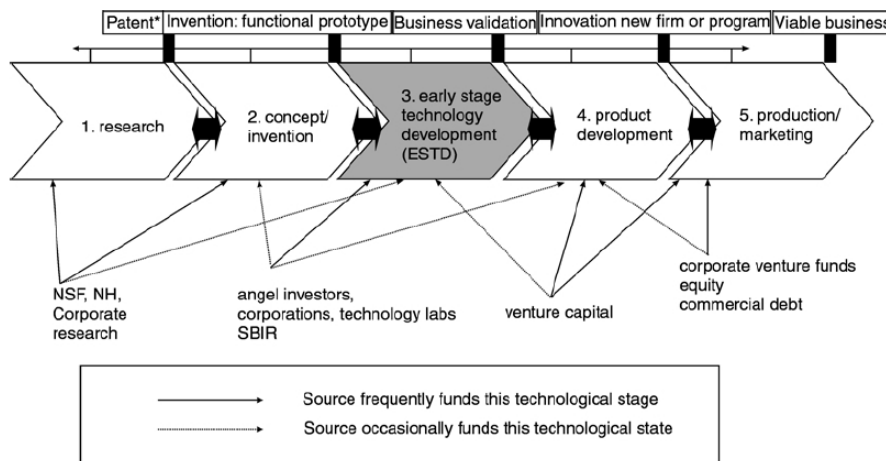 Patent*
Invention: functional prototype
Business validation
Innovation new firm or program
Viable business
1. research
2. concept/
invention
3. early stage
technology
development
(ESTD)
4. product
development
5. production/
marketing
NSF, NH,
Corporate
research
angel investors,
corporations, technology labs
SBIR
venture capital
corporate venture funds
equity
commercial debt
Source frequently funds this technological stage
Source occasionally funds this technological state